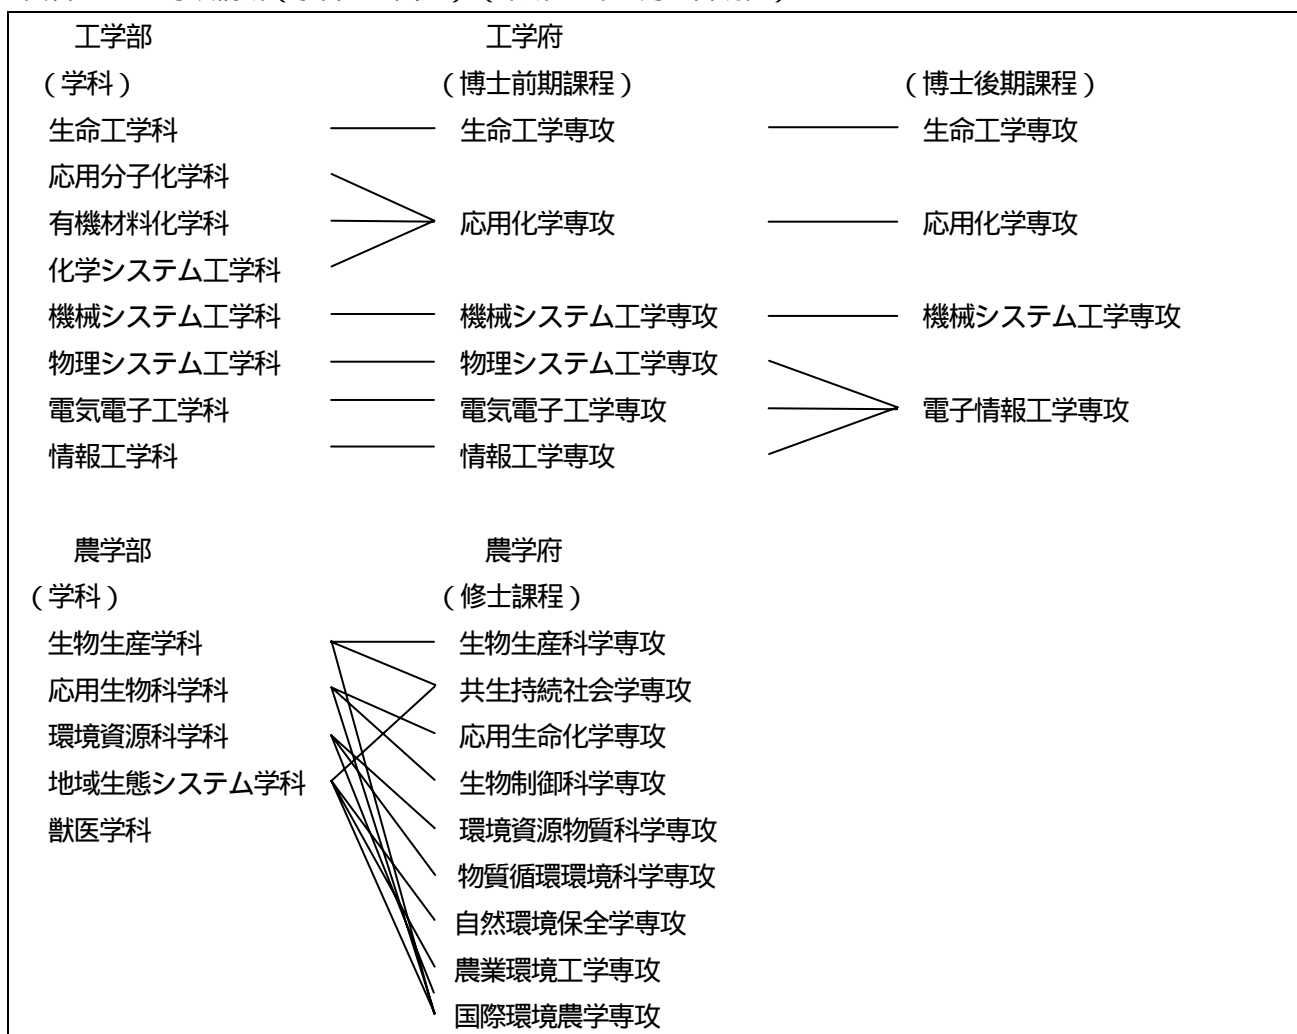 工学部 工学府
(学科) (博士前期課程) (博士後期課程)
生命工学科 生命工学専攻 生命工学専攻
応用分子化学科
有機材料化学科 応用化学専攻 応用化学専攻
化学システム工学科
機械システム工学科 機械システム工学専攻 機械システム工学専攻
物理システム工学科 物理システム工学専攻
電気電子工学科 電気電子工学専攻 電子情報工学専攻
情報工学科 情報工学専攻
農学部 農学府
(学科) (修士課程)
生物生産学科 生物生産科学専攻
応用生物科学科 共生持続社会学専攻
環境資源科学科 応用生命化学専攻
地域生態システム学科 生物制御科学専攻
獣医学科 環境資源物質科学専攻
物質循環環境科学専攻
自然環境保全学専攻
農業環境工学専攻
国際環境農学専攻